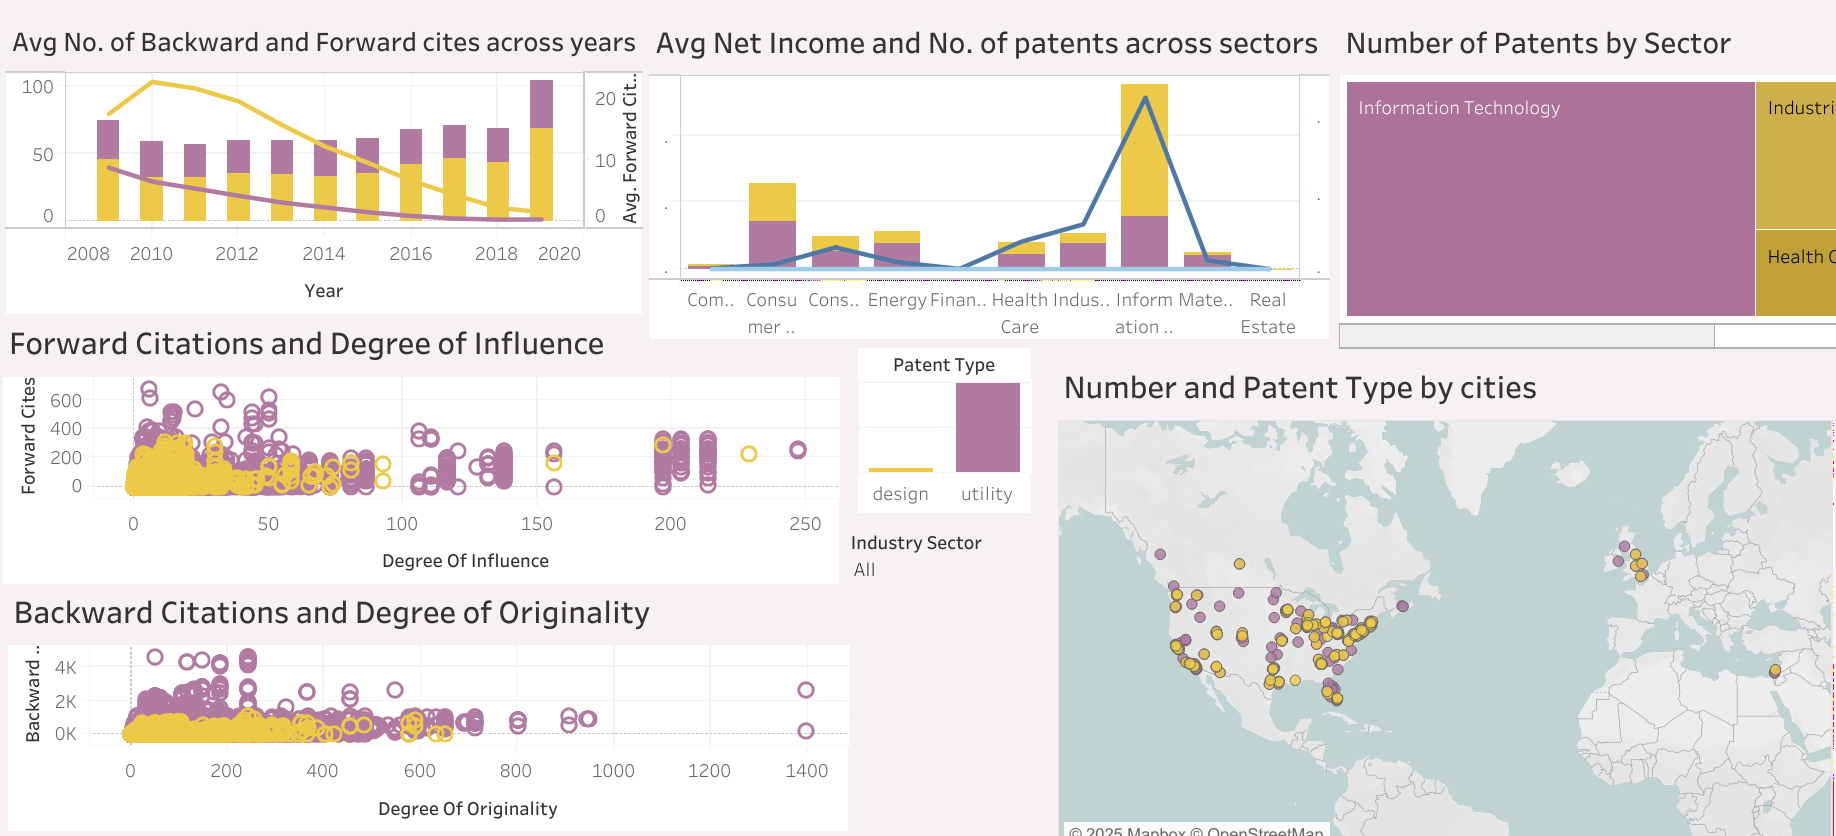 Avg No. of Backward and Forward cites across years
100
50
0
20
10
0
Avg. Forward Cit..
2008 2010 2012 2014 2016 2018 2020
Year
Avg Net Income and No. of patents across sectors
Com.. Consu Cons.. Energy Finan.. Health Indus.. Inform Mate.. Real
mer .. Care ation .. Estate
Number of Patents by Sector
Information Technology
Industri
Health C
Forward Citations and Degree of Influence
Forward Cites
600
400
200
0
0 50 100 150 200 250
Degree Of Influence
Patent Type
design utility
Industry Sector
All
Number and Patent Type by cities
© 2025 Mapbox © OpenStreetMap
Backward Citations and Degree of Originality
Backward ..
4K
2K
0K
0 200 400 600 800 1000 1200 1400
Degree Of Originality